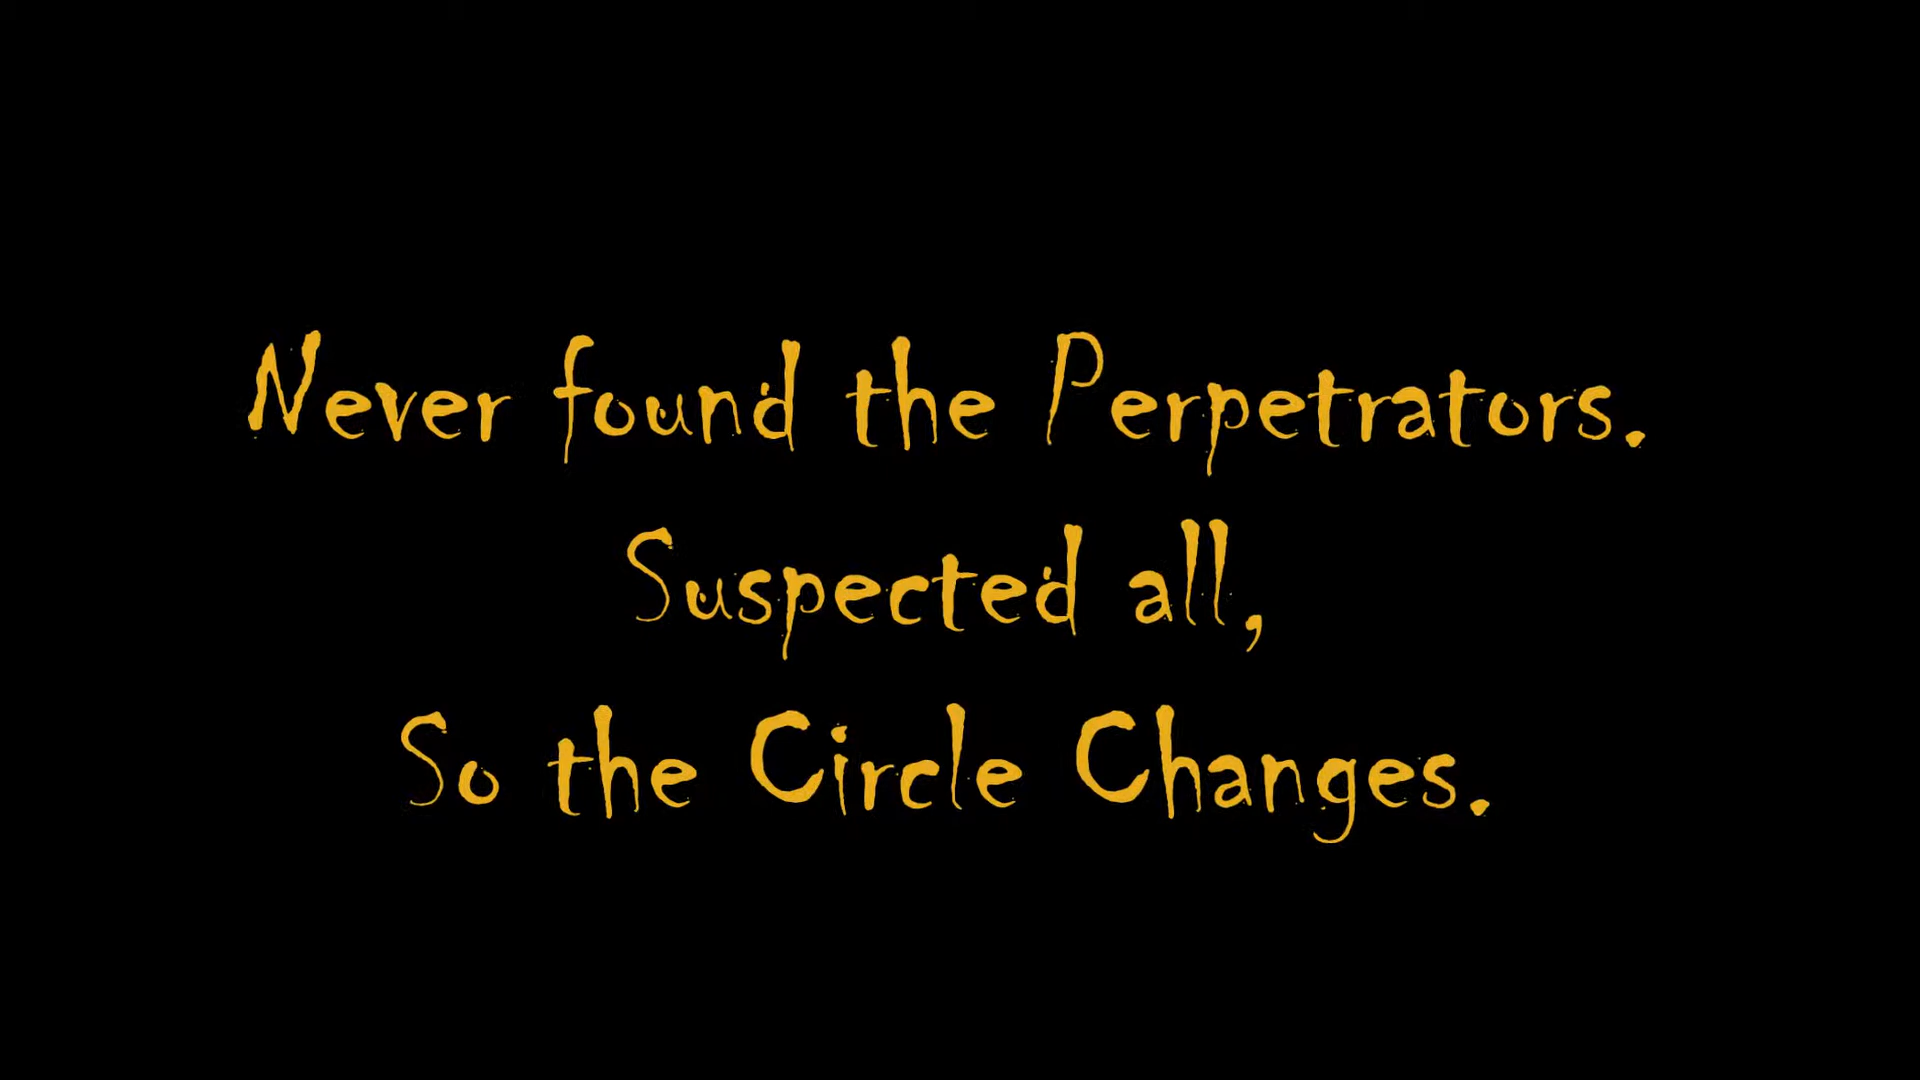 Never found the Perpetrators.
Suspected all,
So the Circle Changes.